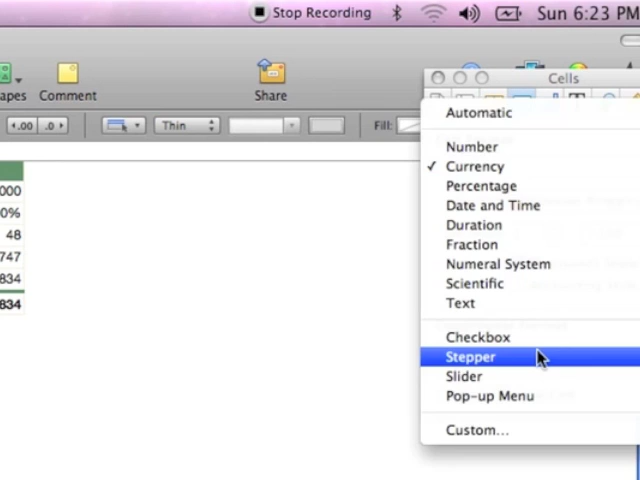 Stop Recording
Sun 6:23 PM
apes
Comment
Share
Cells
.00
.0
Thin
Fill:
Automatic
Number
✓ Currency
Percentage
Date and Time
Duration
Fraction
Numeral System
Scientific
Text
Checkbox
Stepper
Slider
Pop-up Menu
Custom...
000
0%
48
747
834
834